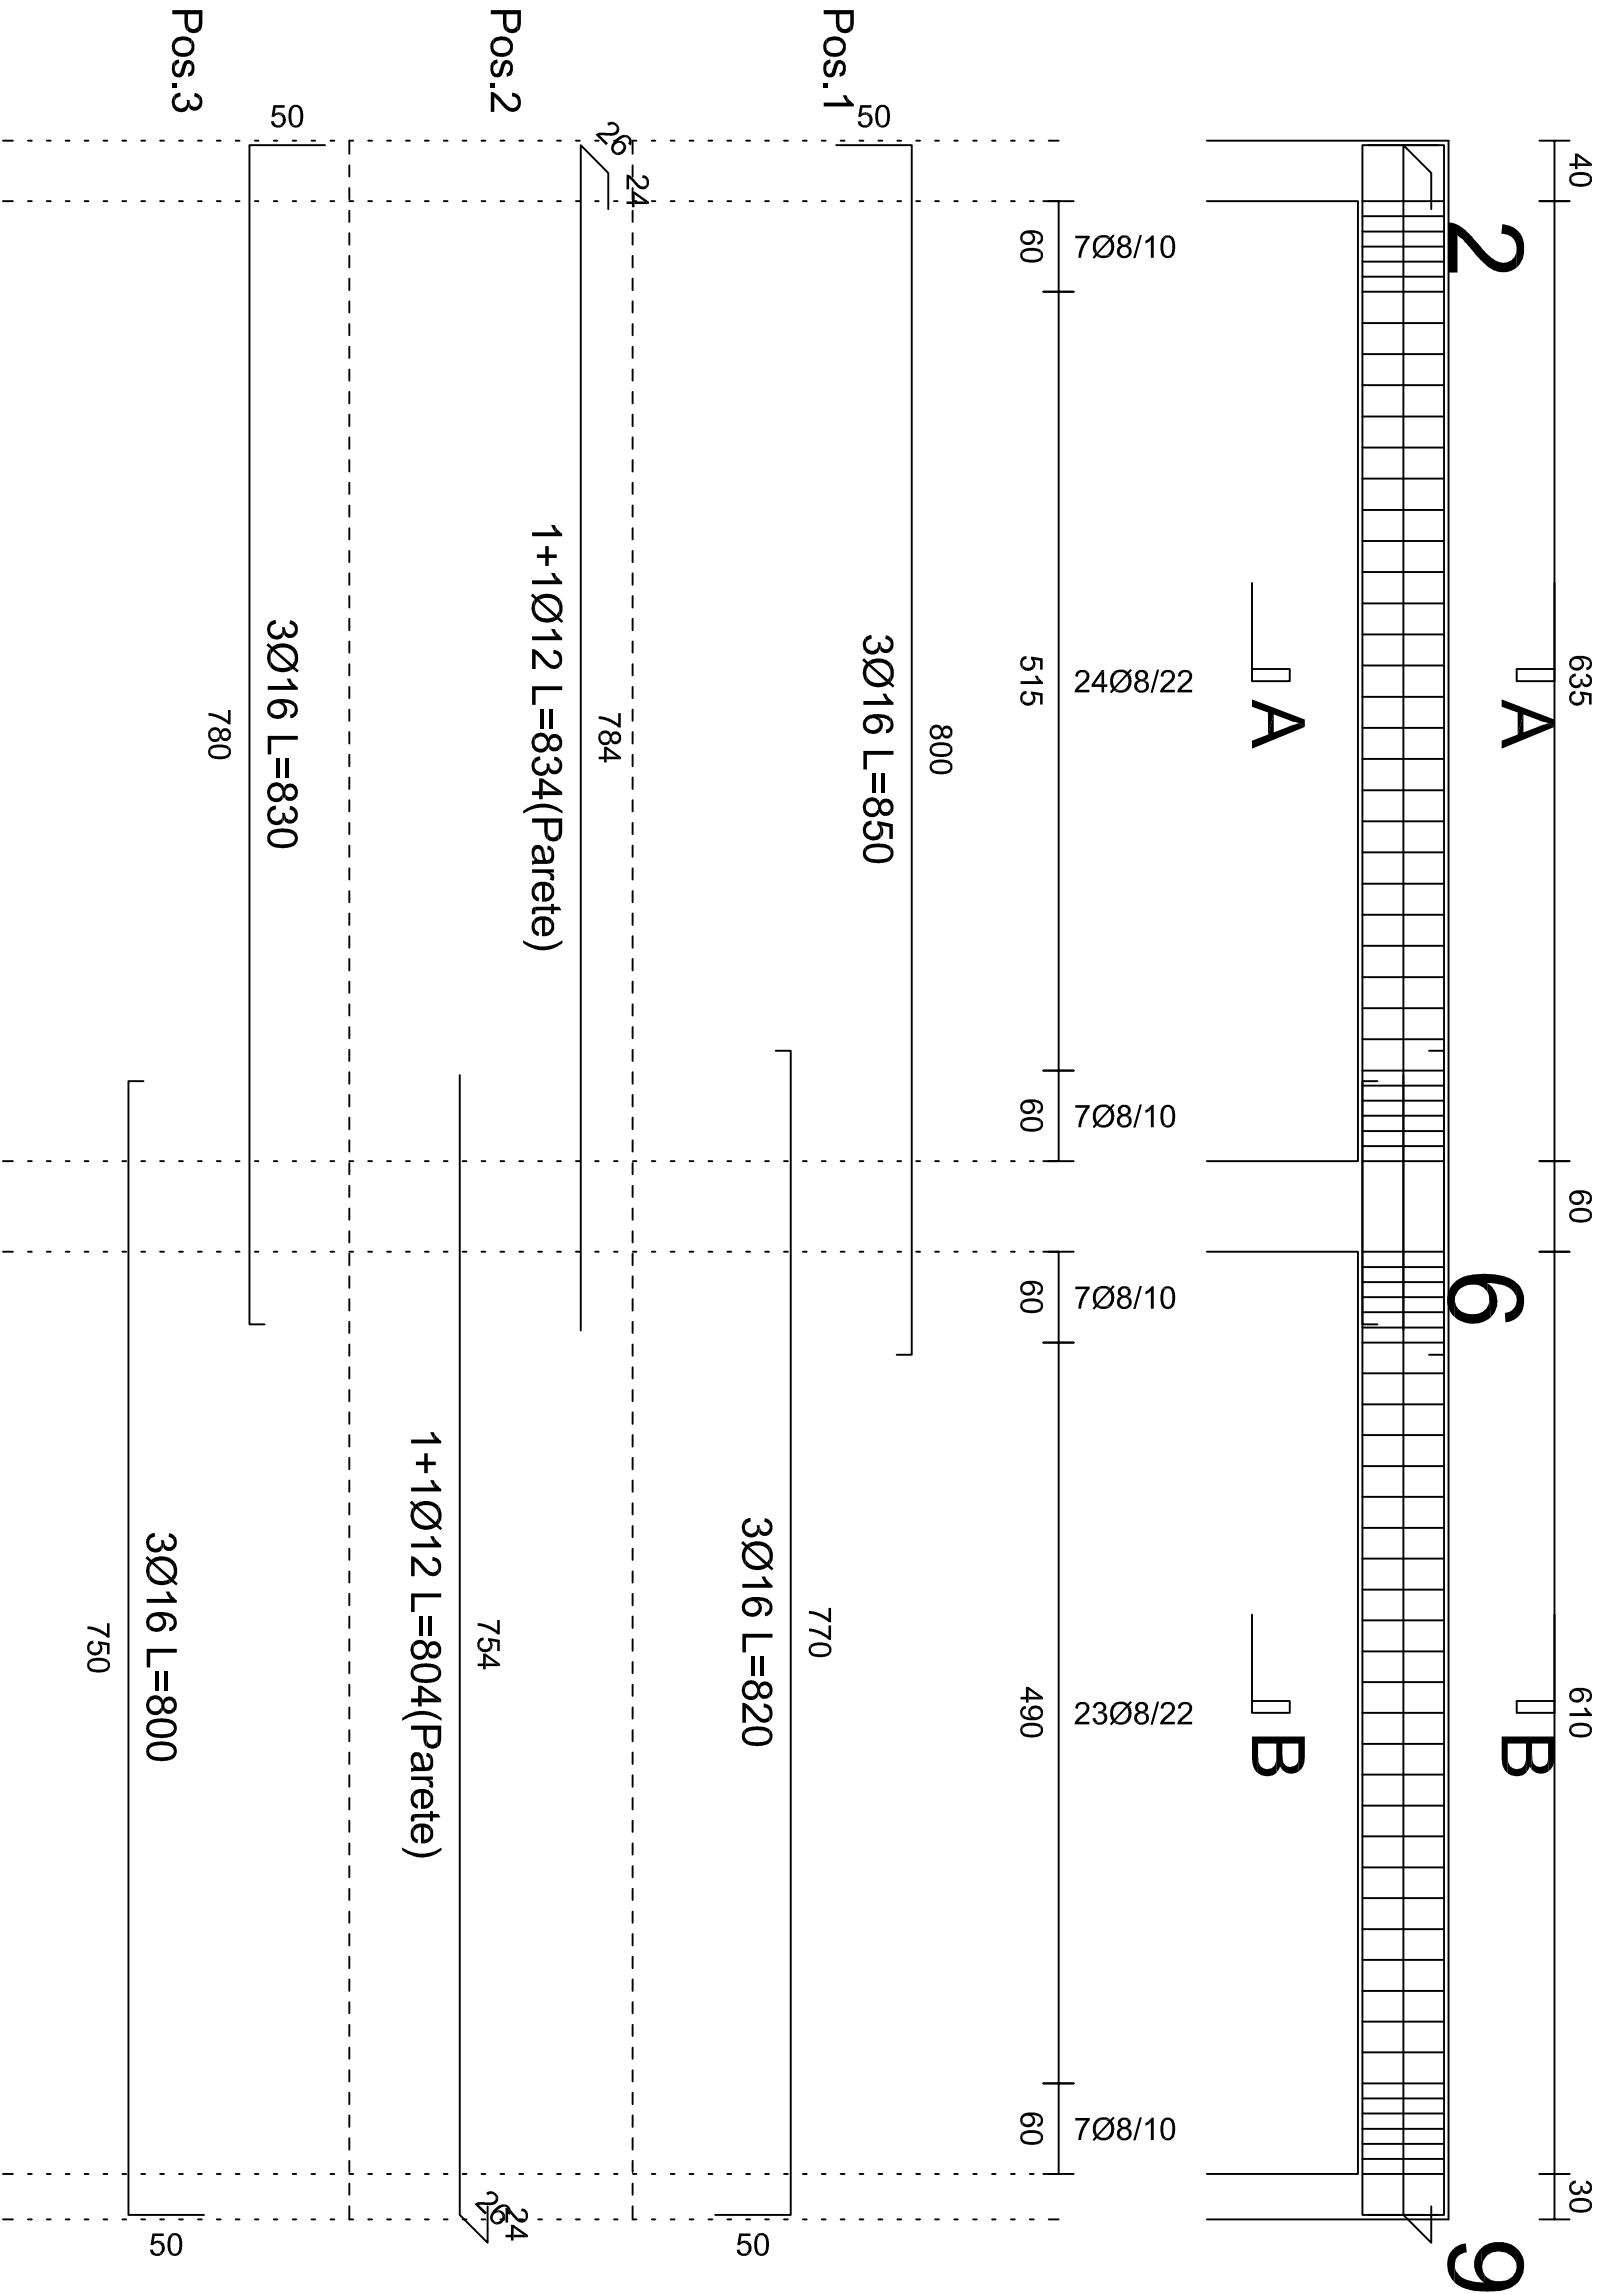 40 635 60 610 30
2 6 9
A B
A B
7Ø8/10 24Ø8/22 7Ø8/10 7Ø8/10 23Ø8/22 7Ø8/10
60 515 60 60 490 60
Pos.1
50 800
3Ø16 L=850
770 50
3Ø16 L=820
Pos.2
26 24 784
1+1Ø12 L=834(Parete)
754 26 24
1+1Ø12 L=804(Parete)
Pos.3
50 3Ø16 L=830
780
3Ø16 L=800 50
750